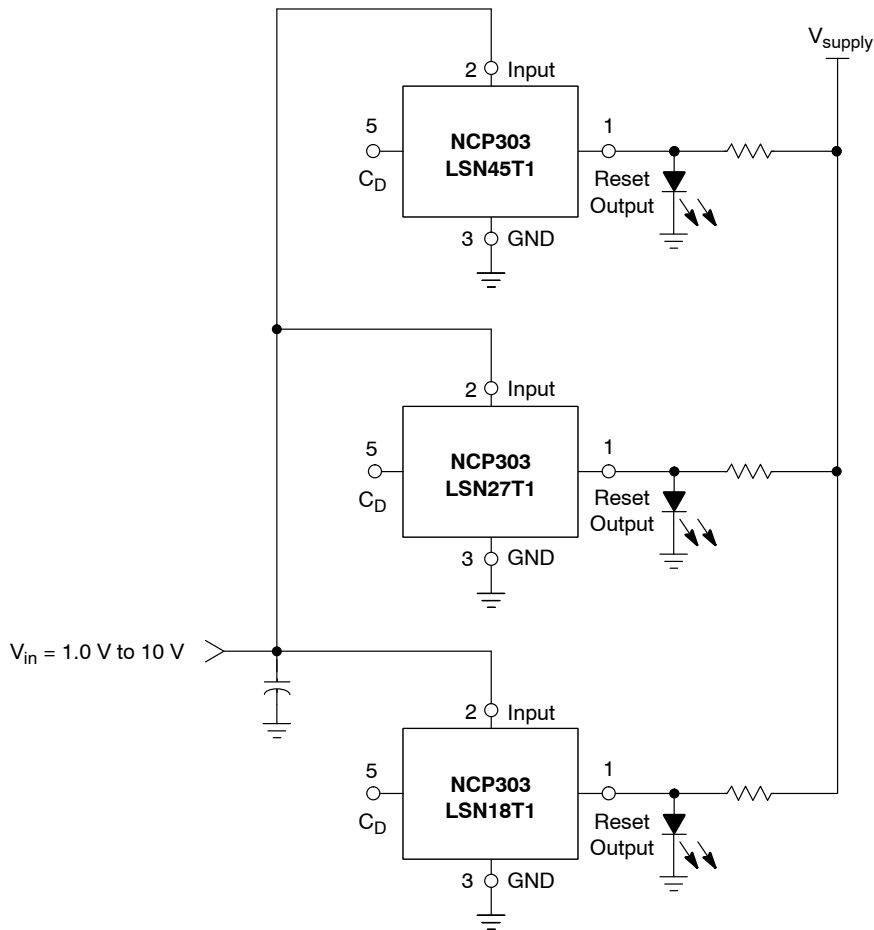 V_supply
2 Input
5
NCP303
LSN45T1
1
C_D
Reset
Output
3 GND
2 Input
5
NCP303
LSN27T1
1
C_D
Reset
Output
3 GND
V_in = 1.0 V to 10 V
2 Input
5
NCP303
LSN18T1
1
C_D
Reset
Output
3 GND